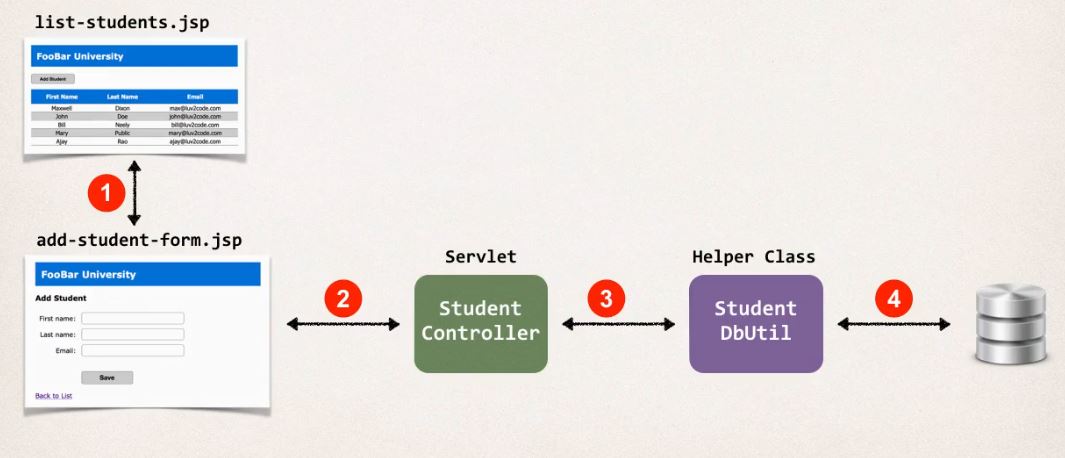 list-students.jsp
FooBar University
Add Student
First Name Last Name Email
Maxwell Dixon max@luv2code.com
John Doe john@luv2code.com
Bill Neely bill@luv2code.com
Mary Public mary@luv2code.com
Ajay Rao ajay@luv2code.com
1
add-student-form.jsp
FooBar University
Add Student
First name:
Last name:
Email:
Save
Back to List
2
Servlet
Student
Controller
3
Helper Class
Student
DbUtil
4